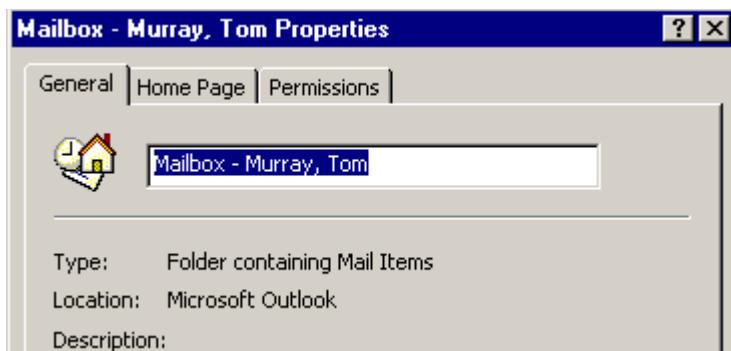 Mailbox - Murray, Tom Properties
General Home Page Permissions
Mailbox - Murray, Tom
Type: Folder containing Mail Items
Location: Microsoft Outlook
Description: